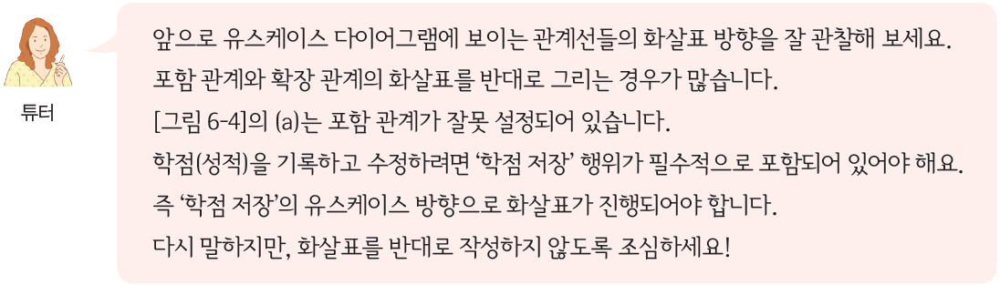 앞으로 유스케이스 다이어그램에 보이는 관계선들의 화살표 방향을 잘 관찰해 보세요.
포함 관계와 확장 관계의 화살표를 반대로 그리는 경우가 많습니다.
[그림 6-4]의 (a)는 포함 관계가 잘못 설정되어 있습니다.
학점(성적)을 기록하고 수정하려면 ‘학점 저장’ 행위가 필수적으로 포함되어 있어야 해요.
즉 ‘학점 저장’의 유스케이스 방향으로 화살표가 진행되어야 합니다.
다시 말하지만, 화살표를 반대로 작성하지 않도록 조심하세요!
튜터